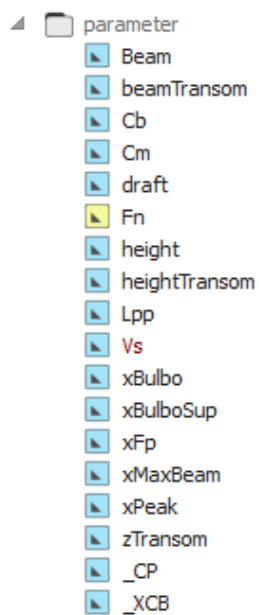 parameter
Beam
beamTransom
Cb
Cm
draft
Fn
height
heightTransom
Lpp
Vs
xBulbo
xBulboSup
xFp
xMaxBeam
xPeak
zTransom
_CP
_XCB